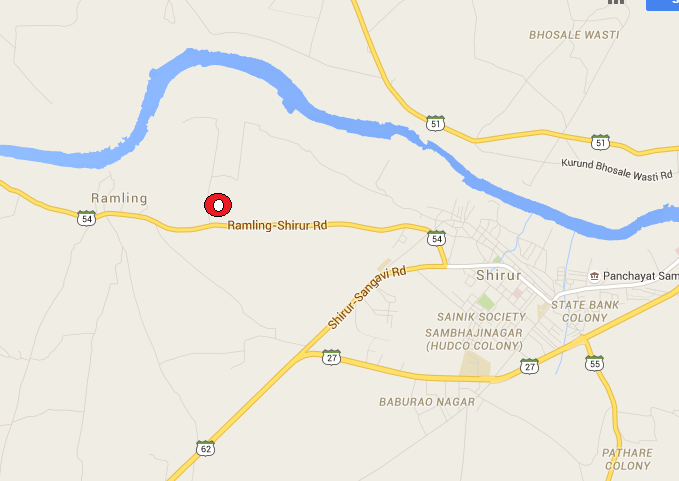 BHOSALE WASTI
51
51
Kurund Bhosale Wasti Rd
Ramling
54
Ramling-Shirur Rd
54
Shirur
Panchayat Sam
Shirur-Sangavi Rd
STATE BANK
COLONY
SAINIK SOCIETY
SAMBHAJINAGAR
(HUDCO COLONY)
27
27
55
BABURAO NAGAR
62
PATHARE
COLONY